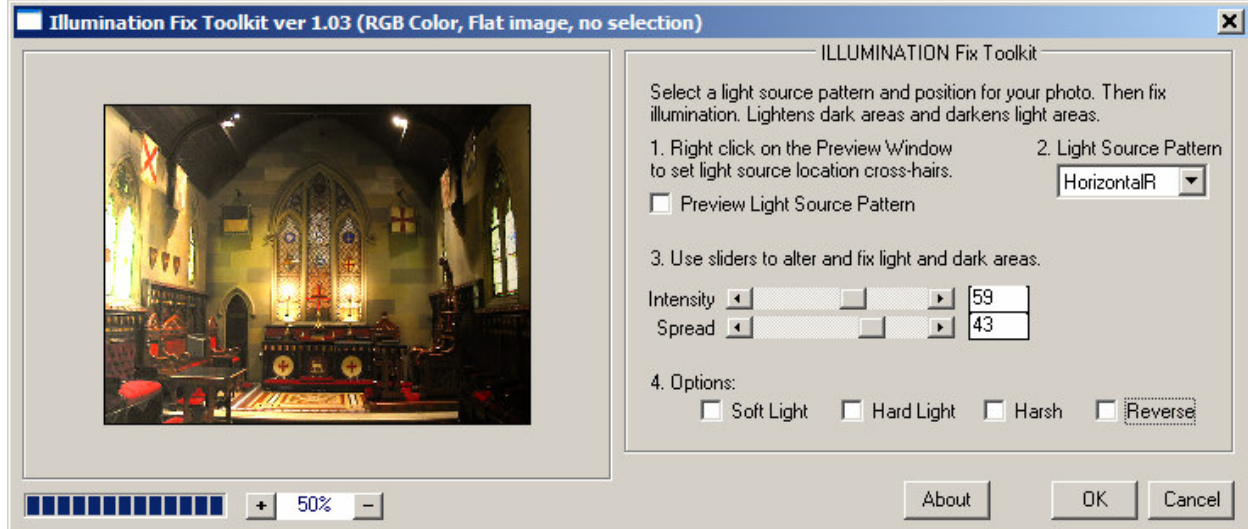 Illumination Fix Toolkit ver 1.03 (RGB Color, Flat image, no selection)
ILLUMINATION Fix Toolkit
Select a light source pattern and position for your photo. Then fix
illumination. Lightens dark areas and darkens light areas.
1. Right click on the Preview Window
to set light source location cross-hairs.
2. Light Source Pattern
HorizontalR
Preview Light Source Pattern
3. Use sliders to alter and fix light and dark areas.
Intensity 59
Spread 43
4. Options:
Soft Light Hard Light Harsh Reverse
+ 50% -
About OK Cancel